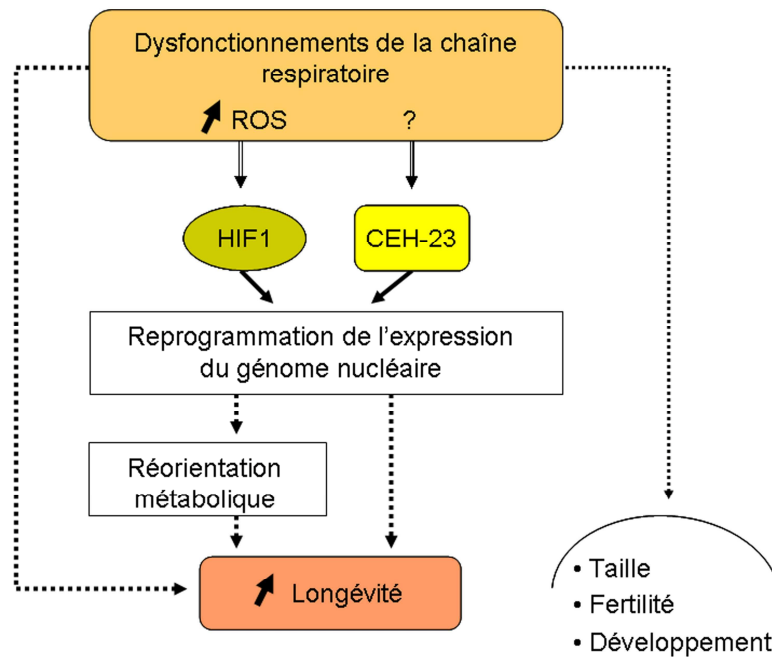 Dysfonctionnements de la chaîne
respiratoire
ROS ?
HIF1 CEH-23
Reprogrammation de l'expression
du génome nucléaire
Réorientation
métabolique
Longévité
• Taille
• Fertilité
• Développement